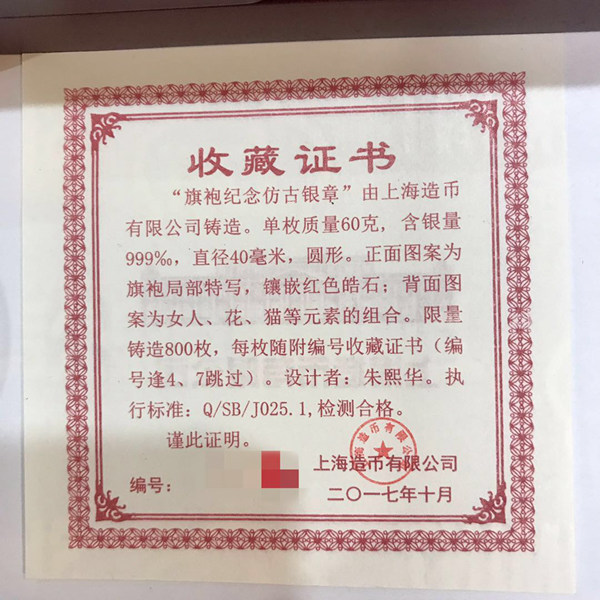 收藏证书
“旗袍纪念仿古银章”由上海造币
有限公司铸造。单枚质量60克，含银量
999‰，直径40毫米，圆形。正面图案为
旗袍局部特写，镶嵌红色皓石；背面图
案为女人、花、猫等元素的组合。限量
铸造800枚，每枚随附编号收藏证书（编
号逢4、7跳过）。设计者：朱熙华。执
行标准：Q/SB/J025.1,检测合格。
谨此证明。
上海造币有限公司
编号：
二〇一七年十月